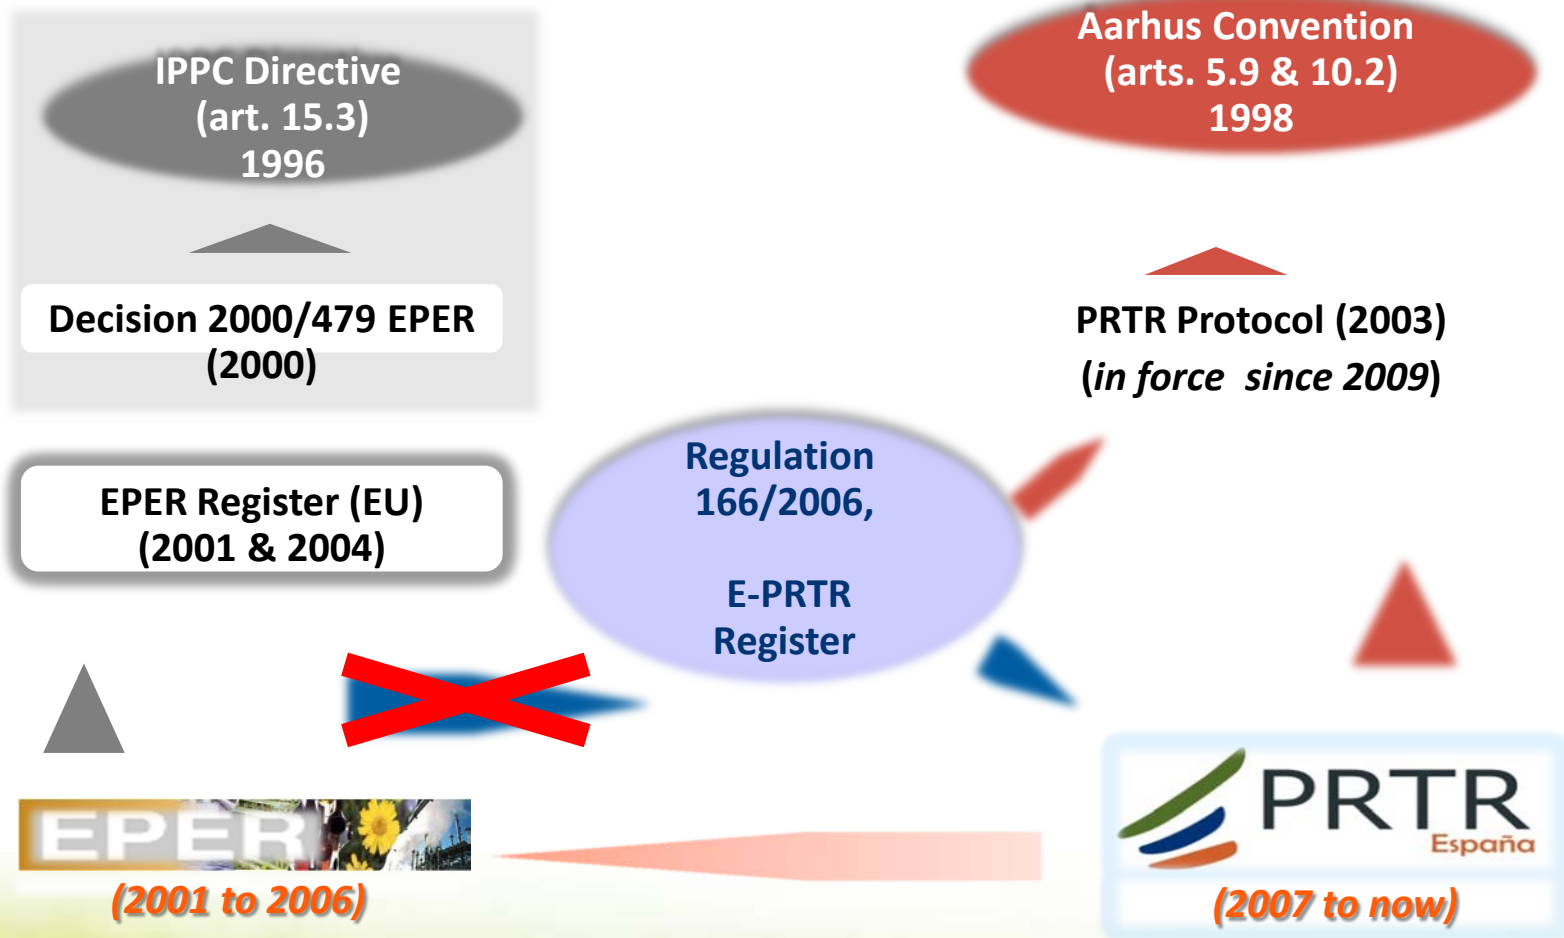 IPPC Directive
(art. 15.3)
1996
Aarhus Convention
(arts. 5.9 & 10.2)
1998
Decision 2000/479 EPER
(2000)
PRTR Protocol (2003)
(in force since 2009)
EPER Register (EU)
(2001 & 2004)
Regulation
166/2006,
E-PRTR
Register
EPER
(2001 to 2006)
PRTR
España
(2007 to now)